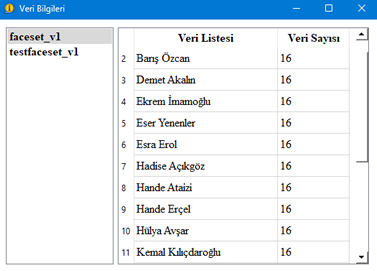 Veri Bilgileri
faceset_v1
testfaceset_v1
Veri Listesi Veri Sayısı
2 Barış Özcan 16
3 Demet Akalın 16
4 Ekrem İmamoğlu 16
5 Eser Yenenler 16
6 Esra Erol 16
7 Hadise Açıkgöz 16
8 Hande Ataizi 16
9 Hande Erçel 16
10 Hülya Avşar 16
11 Kemal Kılıçdaroğlu 16